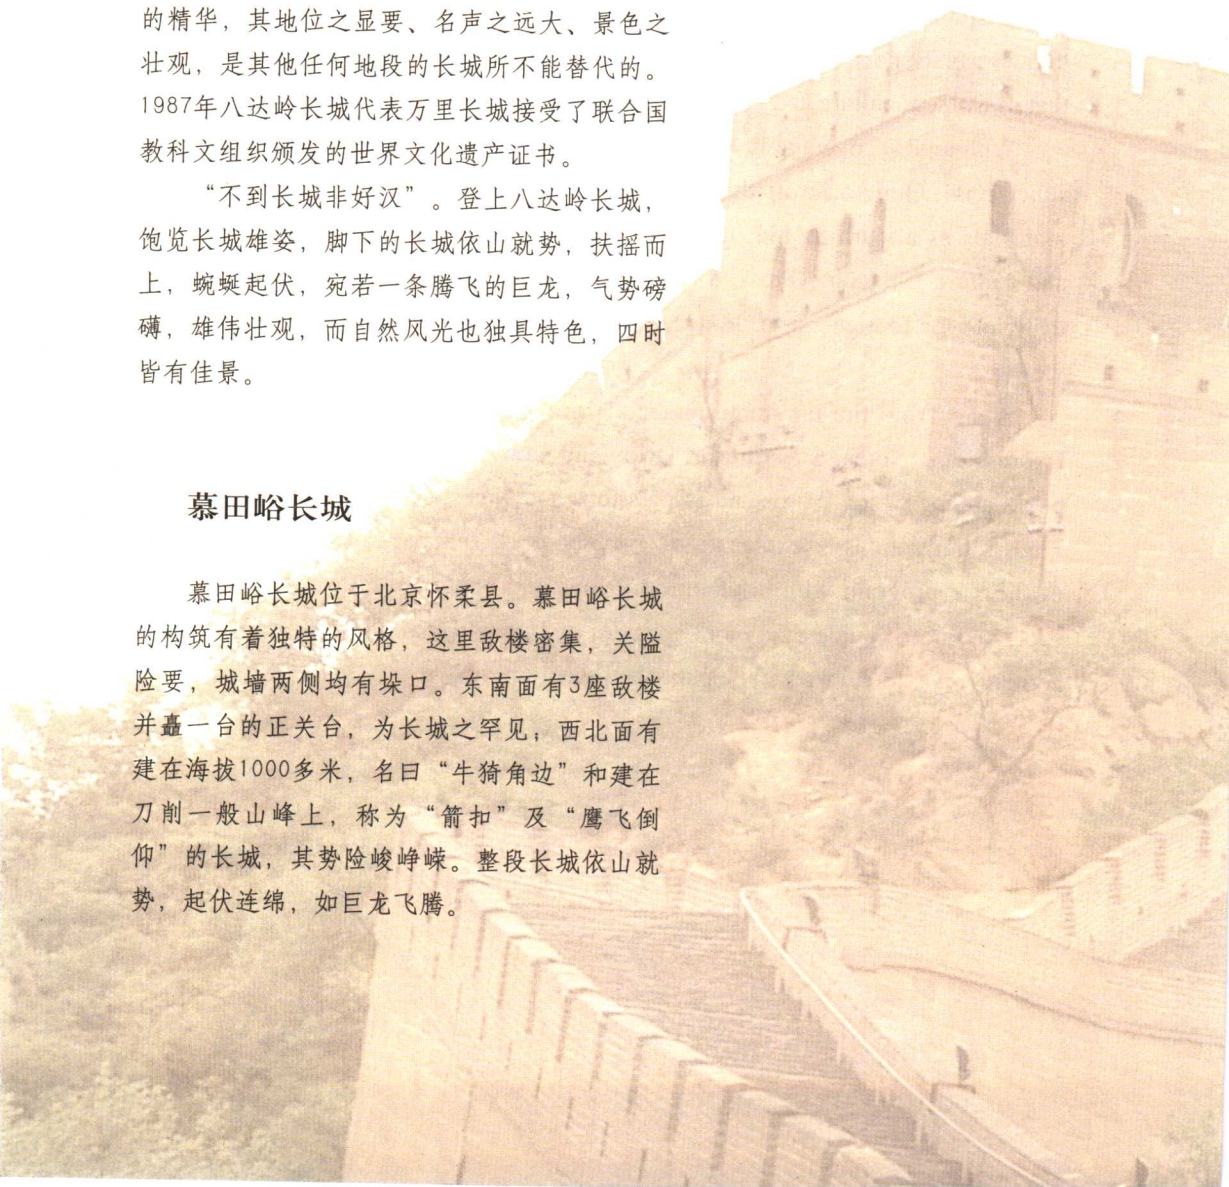 的精华，其地位之显要、名声之远大、景色之
壮观，是其他任何地段的长城所不能替代的。
1987年八达岭长城代表万里长城接受了联合国
教科文组织颁发的世界文化遗产证书。
“不到长城非好汉”。登上八达岭长城，
饱览长城雄姿，脚下的长城依山就势，扶摇而
上，蜿蜒起伏，宛若一条腾飞的巨龙，气势磅
礴，雄伟壮观，而自然风光也独具特色，四时
皆有佳景。
慕田峪长城
慕田峪长城位于北京怀柔县。慕田峪长城
的构筑有着独特的风格，这里敌楼密集，关隘
险要，城墙两侧均有垛口。东南面有3座敌楼
并矗一台的正关台，为长城之罕见；西北面有
建在海拔1000多米，名曰“牛犄角边”和建在
刀削一般山峰上，称为“箭扣”及“鹰飞倒
仰”的长城，其势险峻峥嵘。整段长城依山就
势，起伏连绵，如巨龙飞腾。